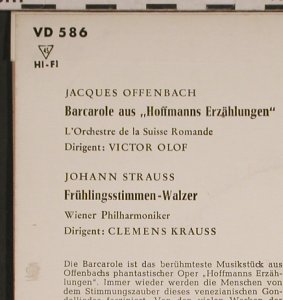 VD 586
45
HI-FI
JACQUES OFFENBACH
Barcarole aus „Hoffmanns Erzählungen“
L'Orchestre de la Suisse Romande
Dirigent: VICTOR OLOF
JOHANN STRAUSS
Frühlingsstimmen-Walzer
Wiener Philharmoniker
Dirigent: CLEMENS KRAUSS
Die Barcarole ist das berühmteste Musikstück aus
Offenbachs phantastischer Oper „Hoffmanns Erzäh-
lungen“. Immer wieder werden die Menschen von
dem Stimmungszauber dieses venezianischen Gon-